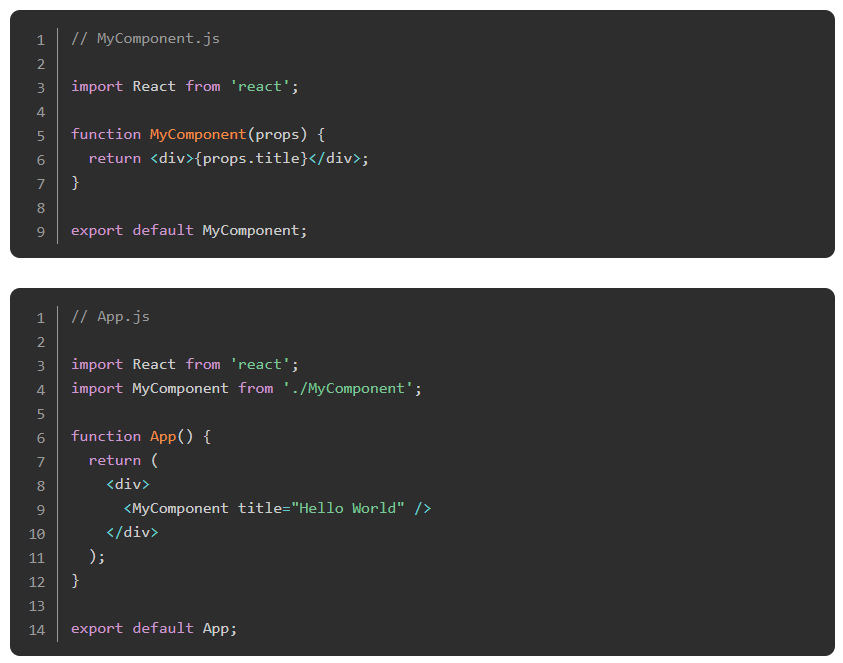 1 // MyComponent.js
2
3 import React from 'react';
4
5 function MyComponent(props) {
6   return <div>{props.title}</div>;
7 }
8
9 export default MyComponent;
1 // App.js
2
3 import React from 'react';
4 import MyComponent from './MyComponent';
5
6 function App() {
7   return (
8     <div>
9       <MyComponent title="Hello World" />
10     </div>
11   );
12 }
13
14 export default App;